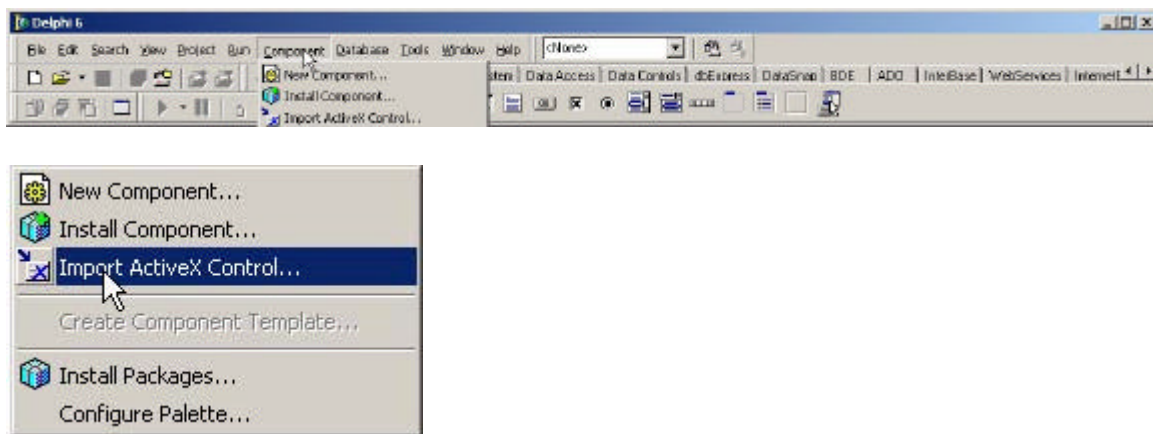 Delphi 6
File Edit Search View Project Run Component Database Tools Window Help <None>
New Component...
Install Component...
Import ActiveX Control...
Data Access Data Controls dbExpress DataSnap BDE ADO InterBase WebServices
New Component...
Install Component...
Import ActiveX Control...
Create Component Template...
Install Packages...
Configure Palette...